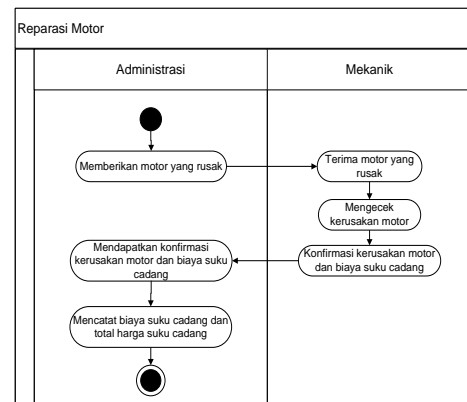 Reparasi Motor
Administrasi
Mekanik
Memberikan motor yang rusak
Terima motor yang
rusak
Mengecek
kerusakan motor
Konfirmasi kerusakan motor
dan biaya suku cadang
Mendapatkan konfirmasi
kerusakan motor dan biaya suku
cadang
Mencatat biaya suku cadang dan
total harga suku cadang